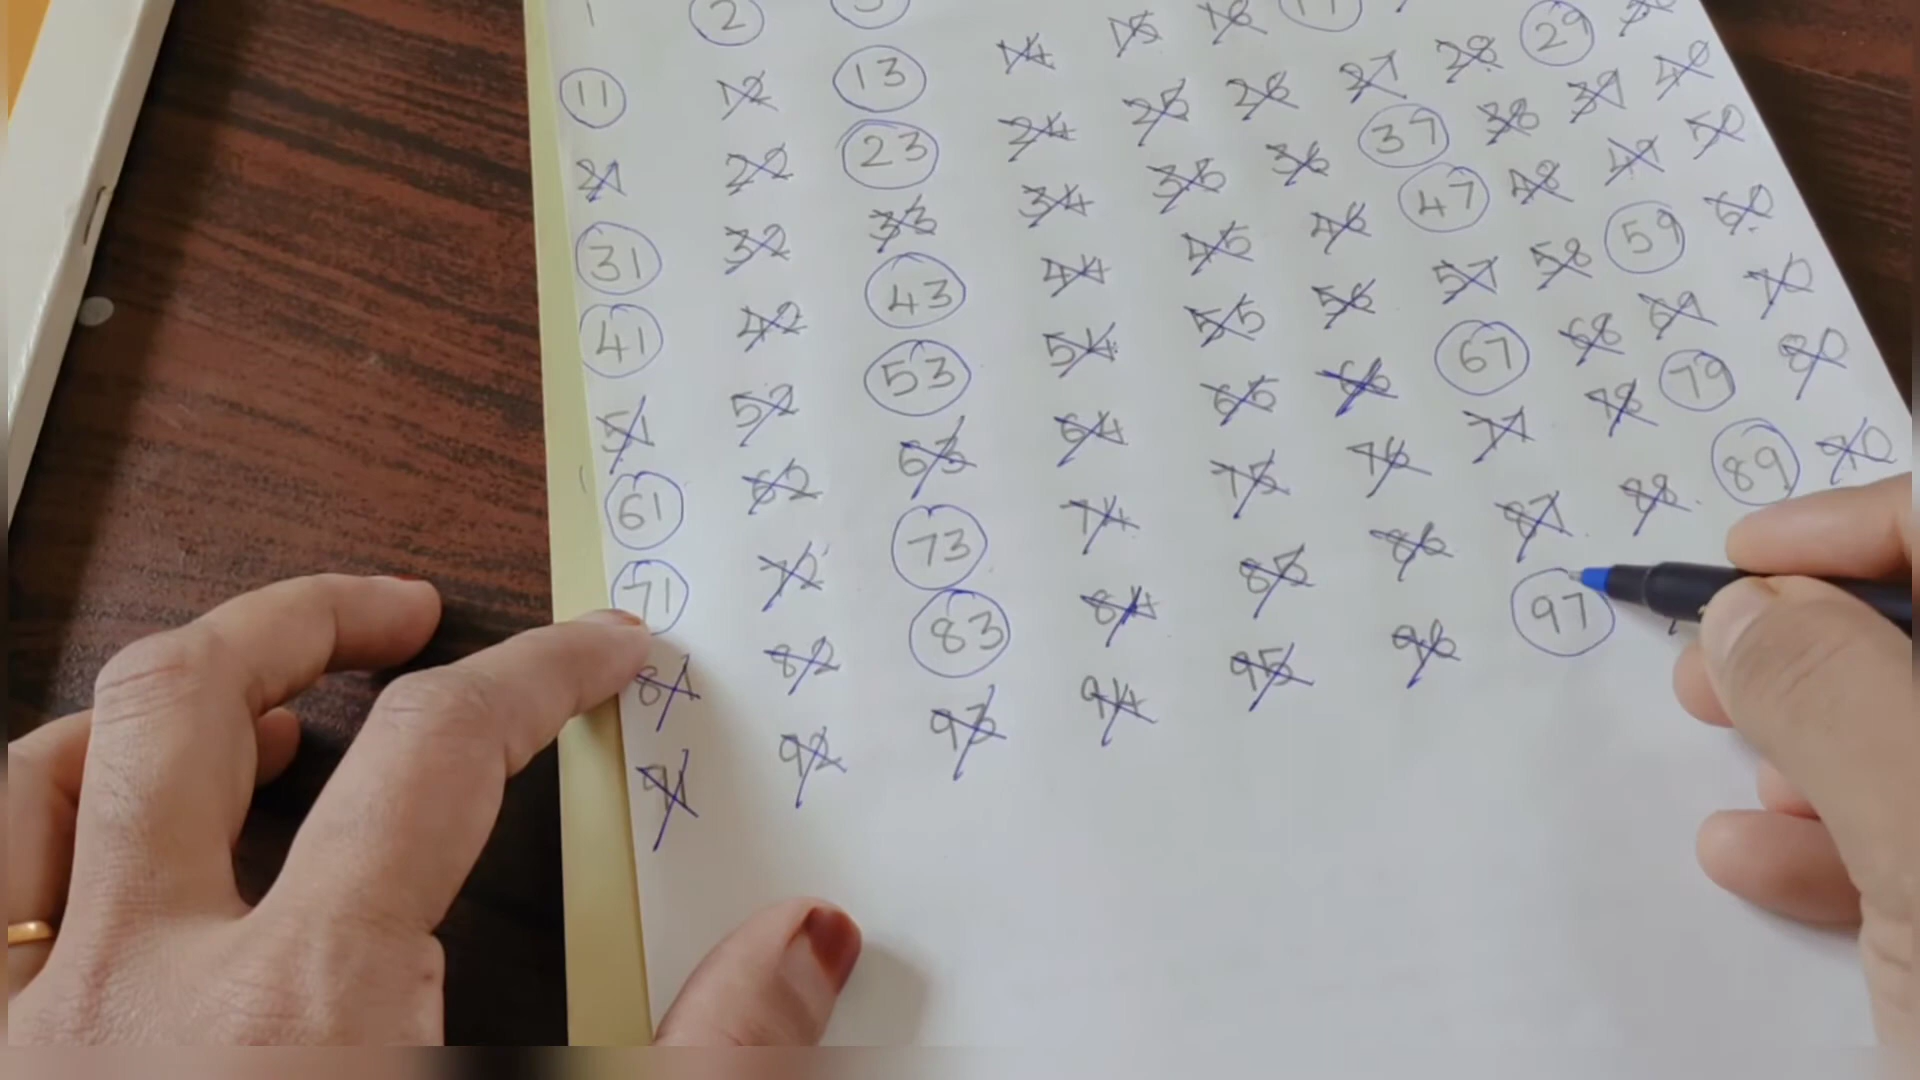 1 2 3
11 12 13 14 15 16 17
21 22 23 24 25 26 27 28 29 30
31 32 33 34 35 36 37 38 39 40
41 42 43 44 45 46 47 48 49 50
51 52 53 54 55 56 57 58 59 60
61 62 63 64 65 66 67 68 69 70
71 72 73 74 75 76 77 78 79 80
81 82 83 84 85 86 87 88 89 90
91 92 93 94 95 96 97